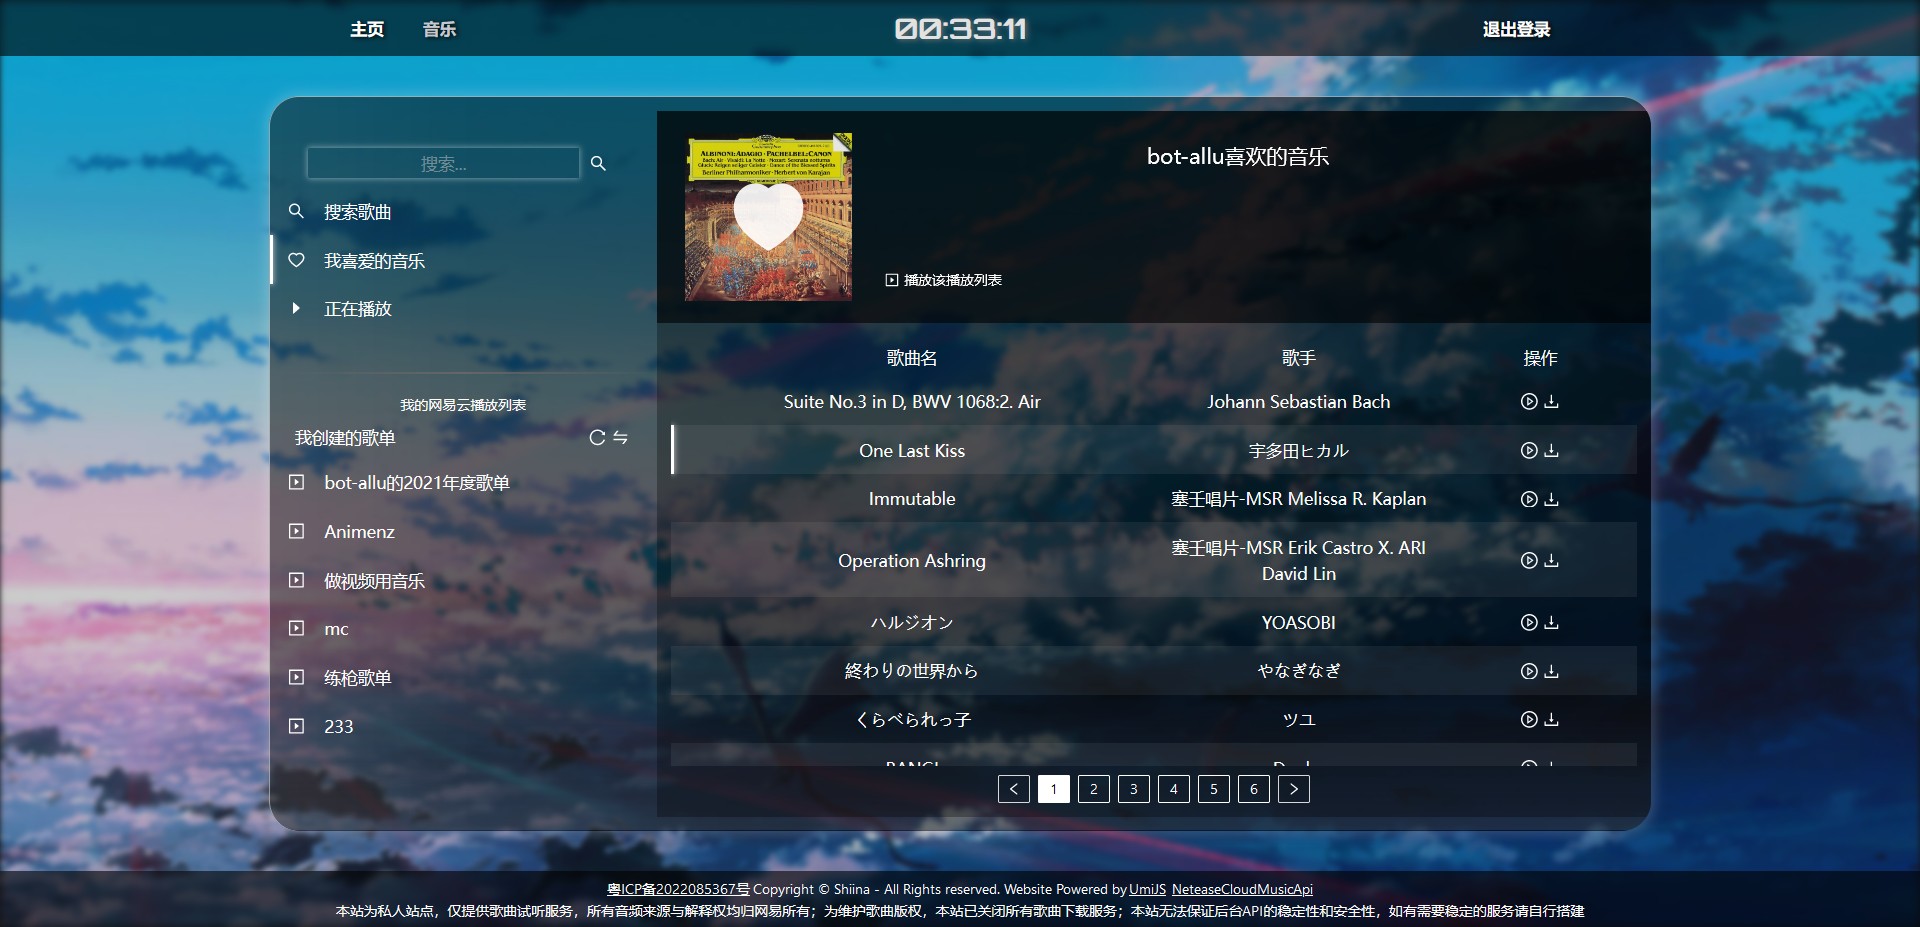 主页 音乐 00:33:11 退出登录
搜索...
搜索歌曲
我喜爱的音乐
正在播放
我的网易云播放列表
我创建的歌单
bot-allu的2021年度歌单
Animenz
做视频用音乐
mc
练枪歌单
233
ALBINONI: ADAGIO · PACHELBEL: CANON
Berliner Philharmoniker · Herbert von Karajan
bot-allu喜欢的音乐
播放该播放列表
歌曲名 歌手 操作
Suite No.3 in D, BWV 1068:2. Air Johann Sebastian Bach
One Last Kiss 宇多田ヒカル
Immutable 塞壬唱片-MSR Melissa R. Kaplan
Operation Ashring 塞壬唱片-MSR Erik Castro X. ARI
David Lin
ハルジオン YOASOBI
終わりの世界から やなぎなぎ
くらべられっ子 ツユ
1 2 3 4 5 6
粤ICP备2022085367号 Copyright © Shiina - All Rights reserved. Website Powered by UmiJS NeteaseCloudMusicApi
本站为私人站点，仅提供歌曲试听服务，所有音频来源与解释权均归网易所有；为维护歌曲版权，本站已关闭所有歌曲下载服务；本站无法保证后台API的稳定性和安全性，如有需要稳定的服务请自行搭建